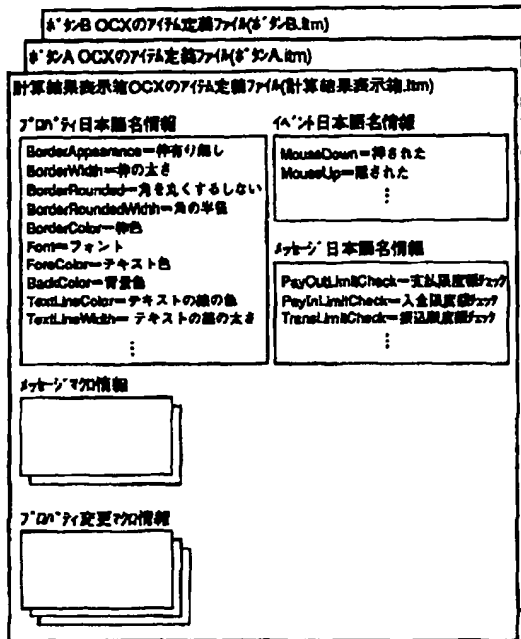 ﾎﾞﾀﾝB OCXのｱｲﾃﾑ定義ﾌｧｲﾙ(ﾎﾞﾀﾝB.itm)
ﾎﾞﾀﾝA OCXのｱｲﾃﾑ定義ﾌｧｲﾙ(ﾎﾞﾀﾝA.itm)
計算結果表示箱OCXのｱｲﾃﾑ定義ﾌｧｲﾙ(計算結果表示箱.itm)
ﾌﾟﾛﾊﾟﾃｨ日本語名情報
BorderAppearance=枠有り無し
BorderWidth=枠の太さ
BorderRounded=角を丸くするしない
BorderRoundedWidth=角の半径
BorderColor=枠色
Font=フォント
ForeColor=テキスト色
BackColor=背景色
TextLineColor=テキストの線の色
TextLineWidth=テキストの線の太さ
⋮
ｲﾍﾞﾝﾄ日本語名情報
MouseDown=押された
MouseUp=離された
⋮
ﾒｯｾｰｼﾞ日本語名情報
PayOutLimitCheck=支払限度額ﾁｪｯｸ
PayInLimitCheck=入金限度額ﾁｪｯｸ
TransLimitCheck=振込限度額ﾁｪｯｸ
⋮
ﾒｯｾｰｼﾞﾏｸﾛ情報
ﾌﾟﾛﾊﾟﾃｨ変更ﾏｸﾛ情報